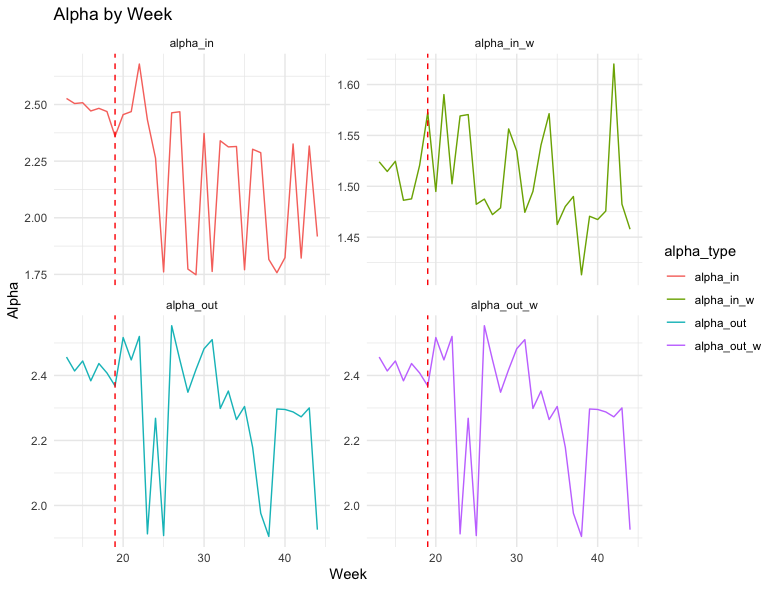 Alpha by Week
alpha_in
alpha_in_w
2.50
2.25
2.00
1.75
1.60
1.55
1.50
1.45
alpha_out
alpha_out_w
2.4
2.2
2.0
2.4
2.2
2.0
20 30 40
20 30 40
Week
Alpha
alpha_type
alpha_in
alpha_in_w
alpha_out
alpha_out_w